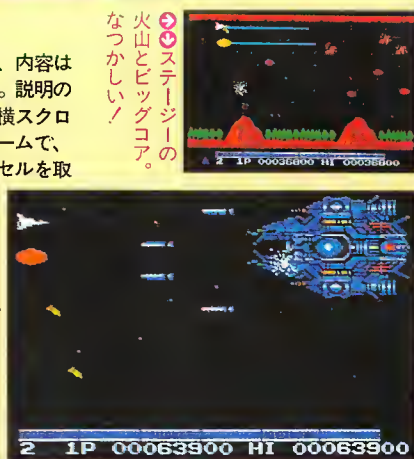 、内容は
。説明の
横スクロ
ームで、
セルを取
➔⬇ステージ一の
火山とビッグコア。
なつかしい!
2 1P 00036800 HI 00036800
2 1P 00063900 HI 00063900